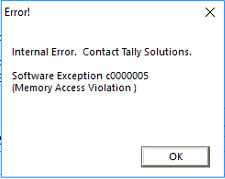 Error!
Internal Error. Contact Tally Solutions.
Software Exception c0000005
(Memory Access Violation )
OK